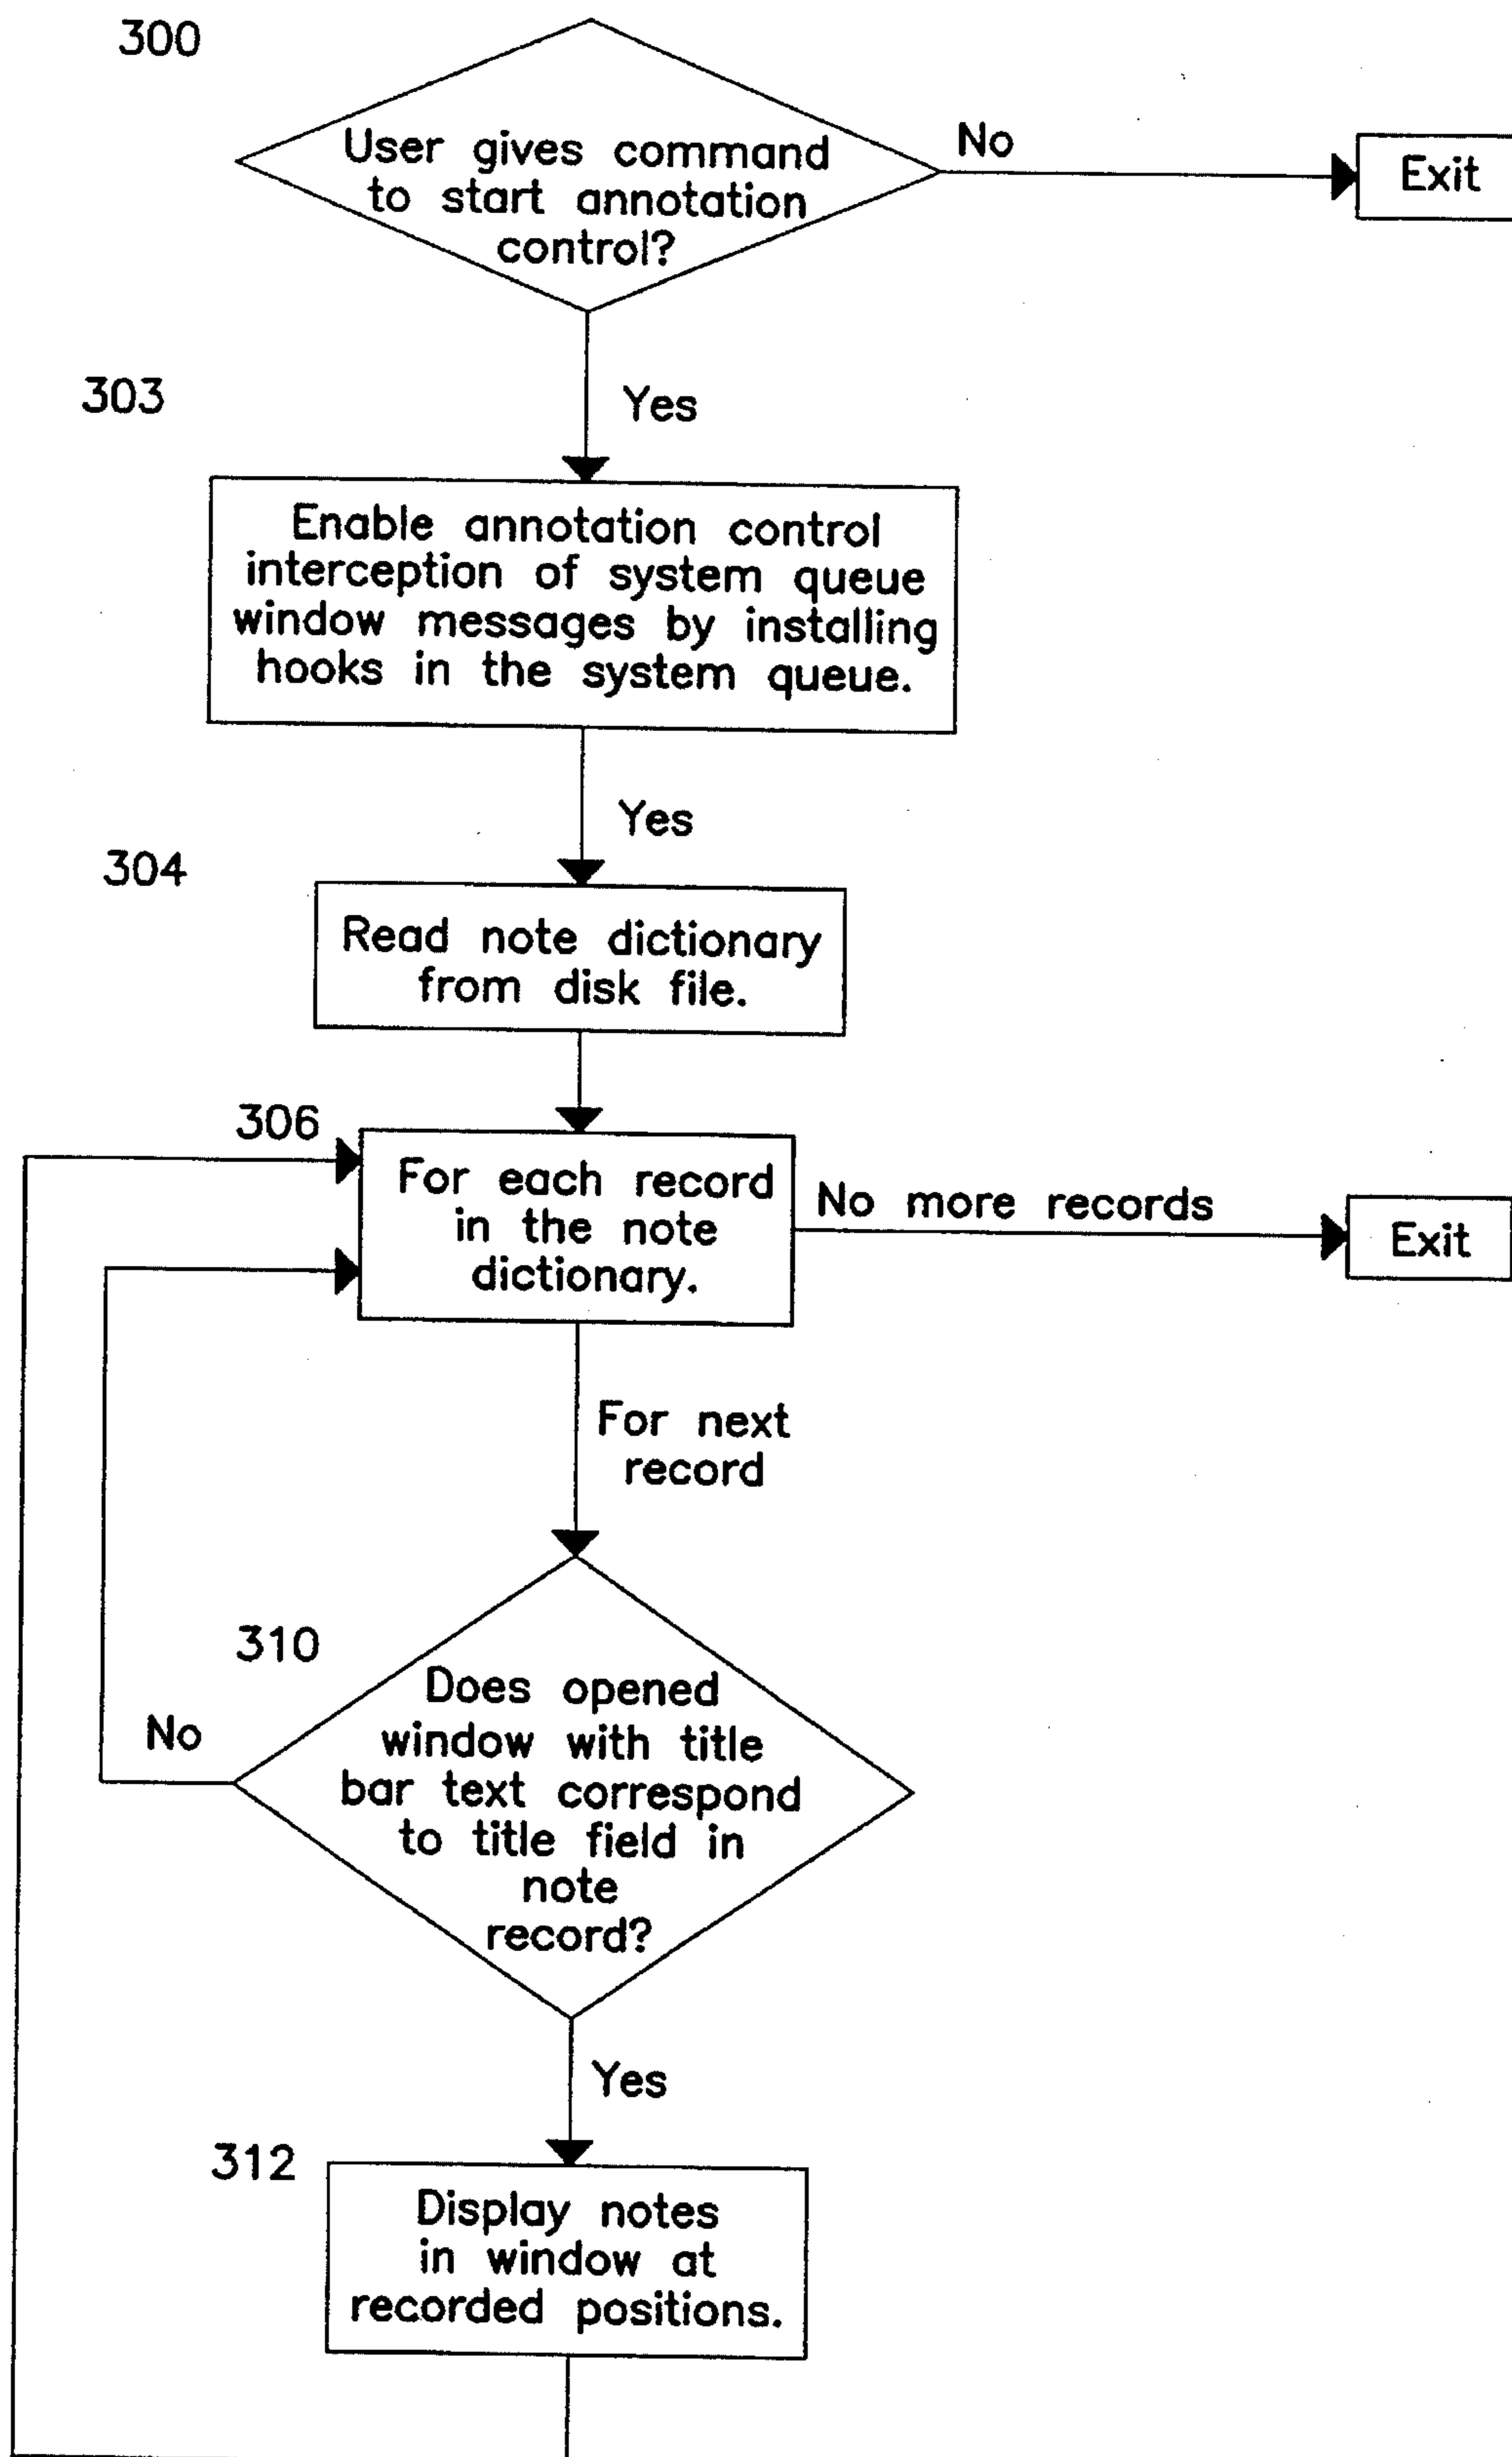 300
User gives command
to start annotation
control?
No
Exit
303
Yes
Enable annotation control
interception of system queue
window messages by installing
hooks in the system queue.
Yes
304
Read note dictionary
from disk file.
306
For each record
in the note
dictionary.
No more records
Exit
For next
record
310
Does opened
window with title
bar text correspond
to title field in
note
record?
No
Yes
312
Display notes
in window at
recorded positions.